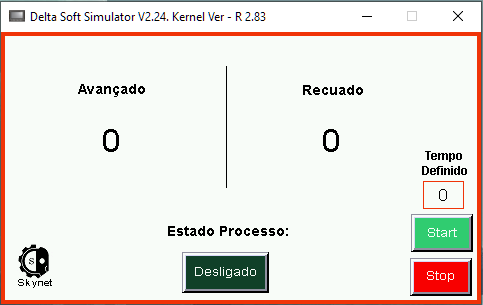 Delta Soft Simulator V2.24. Kernel Ver - R 2.83
Avançado
Recuado
0
0
Tempo
Definido
0
Estado Processo:
Start
Desligado
Stop
S
Skynet